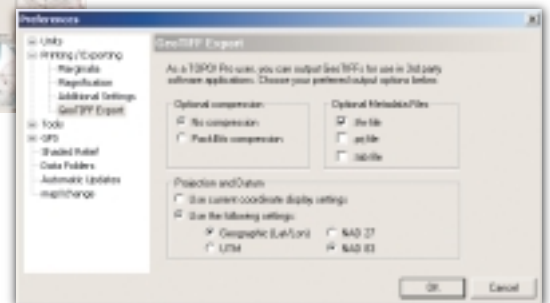 Preferences
Units
Printing / Exporting
Marginalia
Magnification
Additional Settings
GeoTIFF Export
Tools
GPS
Shaded Relief
Data Folders
Automatic Updates
mapXchange
GeoTIFF Export
As a TOPO! Pro user, you can output GeoTIFFs for use in 3rd party
software applications. Choose your preferred output options below.
Optional compression
No compression
PackBits compression
Optional Metadata Files
.tfw file
.prj file
.tab file
Projection and Datum
Use current coordinate display settings
Use the following settings:
Geographic (Lat/Lon)
UTM
NAD 27
NAD 83
OK
Cancel